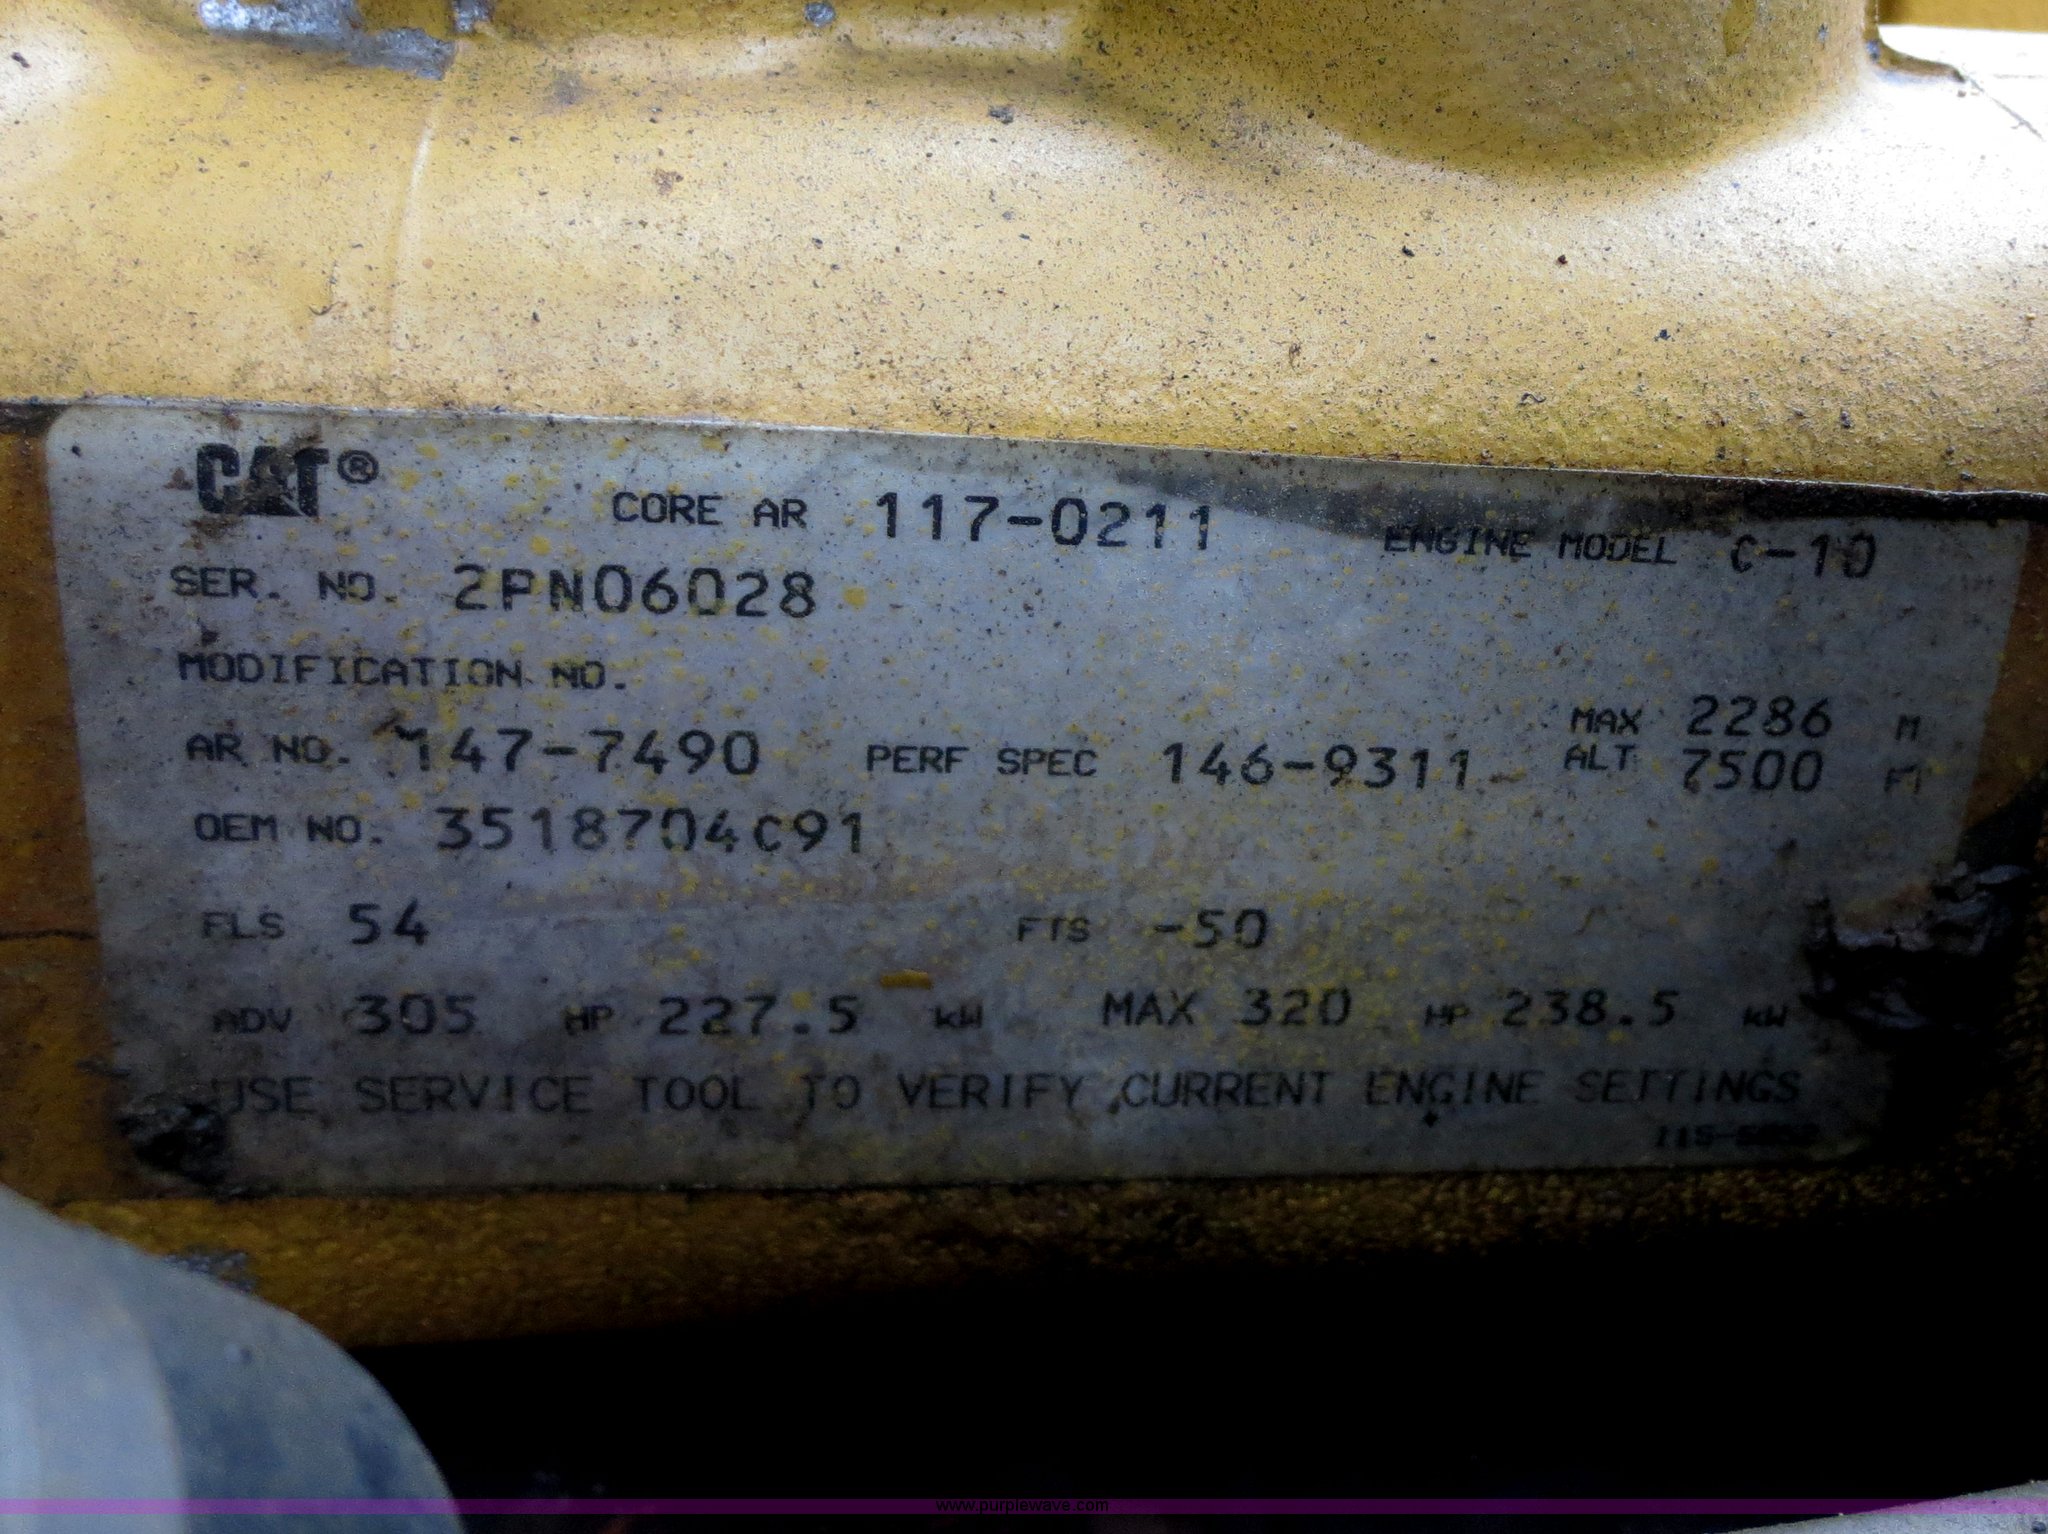 CAT®
CORE AR 117-0211 ENGINE MODEL C-10
SER. NO. 2PN06028
MODIFICATION NO.
AR NO. 147-7490 PERF SPEC 146-9311 MAX ALT 2286 M 7500 FT
OEM NO. 3518704C91
FLS 54 FTS -50
ADV 305 HP 227.5 kW MAX 320 HP 238.5 kW
USE SERVICE TOOL TO VERIFY CURRENT ENGINE SETTINGS
www.purplewave.com